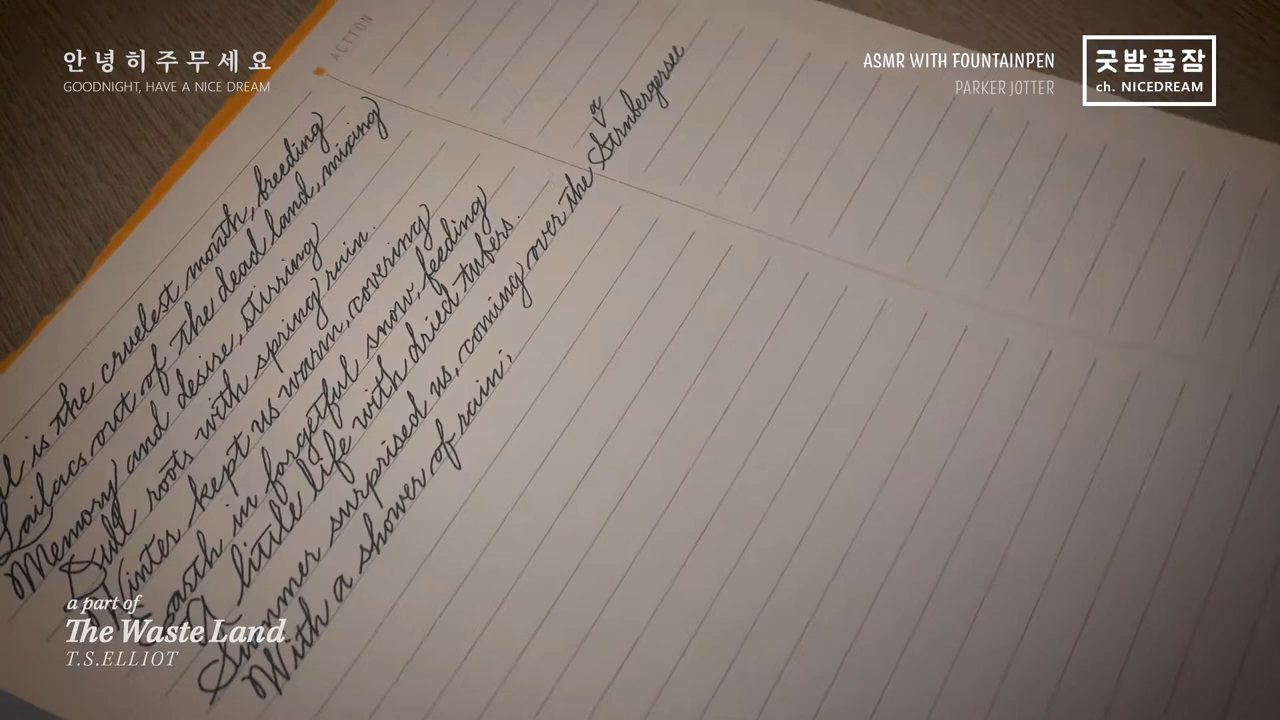 안녕히주무세요
GOODNIGHT, HAVE A NICE DREAM
ASMR WITH FOUNTAINPEN
PARKER JOTTER
굿밤꿀잠
ch. NICEDREAM
ACTION
il is the cruelest month, breeding
Lailacs out of the dead land, mixing
Memory and desire, stirring
Dull roots with spring rain.
Winter kept us warm, covering
Earth in forgetful snow, feeding
A little life with dried tubers.
Summer surprised us, coming over the Strnbergersee
a
With a shower of rain;
a part of
The Waste Land
T.S.ELLIOT